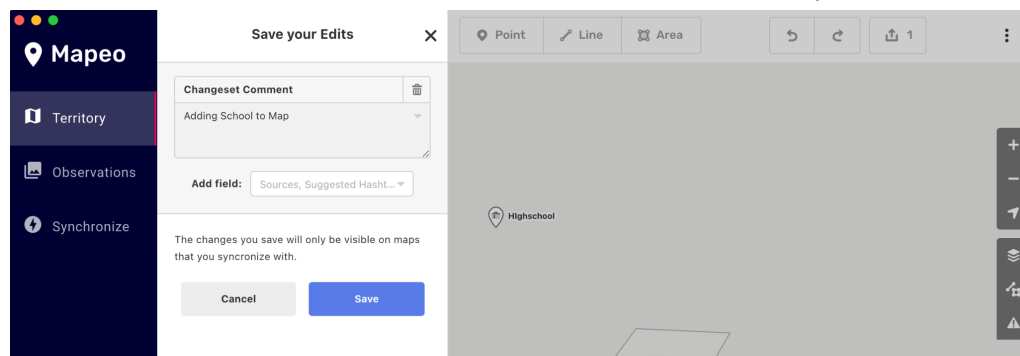 Mapeo
Territory
Observations
Synchronize
Save your Edits
Changeset Comment
Adding School to Map
Add field: Sources, Suggested Hasht...
The changes you save will only be visible on maps
that you syncronize with.
Cancel Save
Point Line Area 1
HIghschool